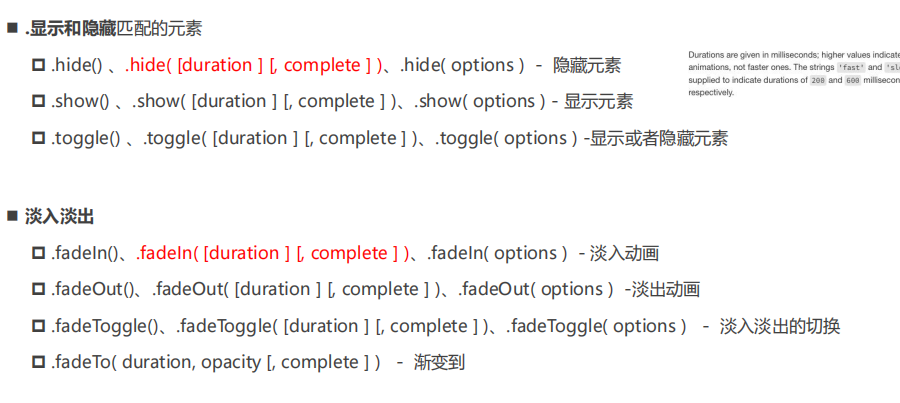 .显示和隐藏匹配的元素
.hide() 、.hide( [duration ] [, complete ] )、.hide( options ) - 隐藏元素
.show() 、.show( [duration ] [, complete ] )、.show( options ) - 显示元素
.toggle() 、.toggle( [duration ] [, complete ] )、.toggle( options ) -显示或者隐藏元素
Durations are given in milliseconds; higher values indicate
animations, not faster ones. The strings 'fast' and
supplied to indicate durations of 200 and 600
respectively.
淡入淡出
.fadeIn()、.fadeIn( [duration ] [, complete ] )、.fadeIn( options ) - 淡入动画
.fadeOut()、.fadeOut( [duration ] [, complete ] )、.fadeOut( options ) -淡出动画
.fadeToggle()、.fadeToggle( [duration ] [, complete ] )、.fadeToggle( options ) - 淡入淡出的切换
.fadeTo( duration, opacity [, complete ] ) - 渐变到